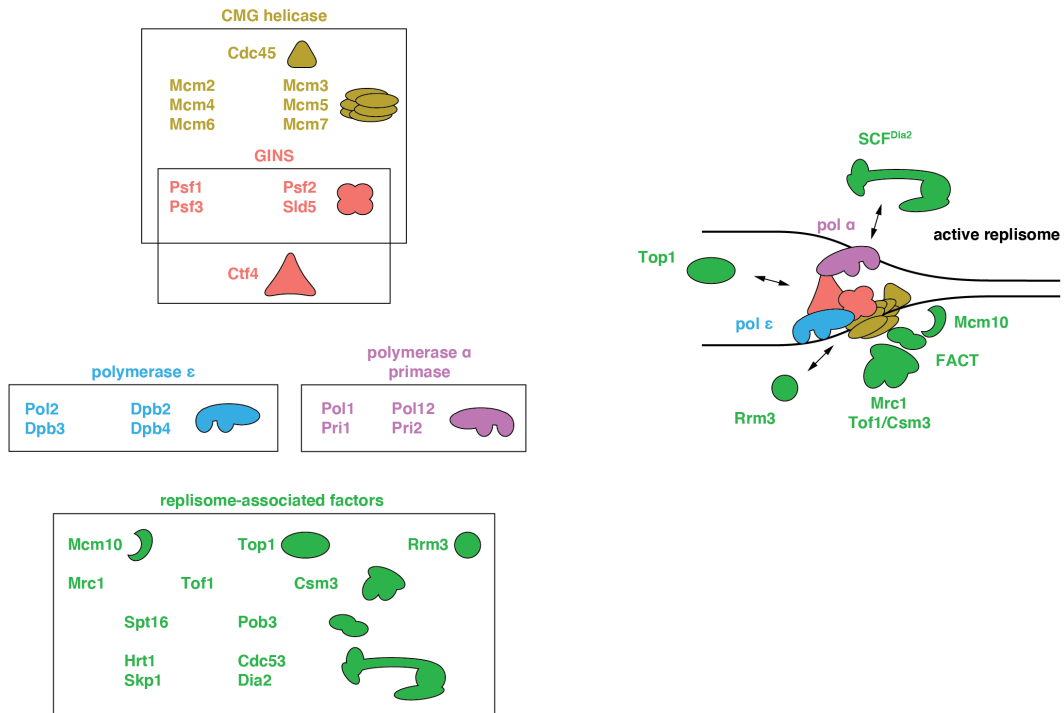 CMG helicase
Cdc45
Mcm2 Mcm3
Mcm4 Mcm5
Mcm6 Mcm7
GINS
Psf1 Psf2
Psf3 Sld5
Ctf4
polymerase ε
Pol2 Dpb2
Dpb3 Dpb4
polymerase α
primase
Pol1 Pol12
Pri1 Pri2
replisome-associated factors
Mcm10 Top1 Rrm3
Mrc1 Tof1 Csm3
Spt16 Pob3
Hrt1 Cdc53
Skp1 Dia2
SCFDia2
pol α
active replisome
Top1
pol ε
Mcm10
FACT
Rrm3
Mrc1
Tof1/Csm3